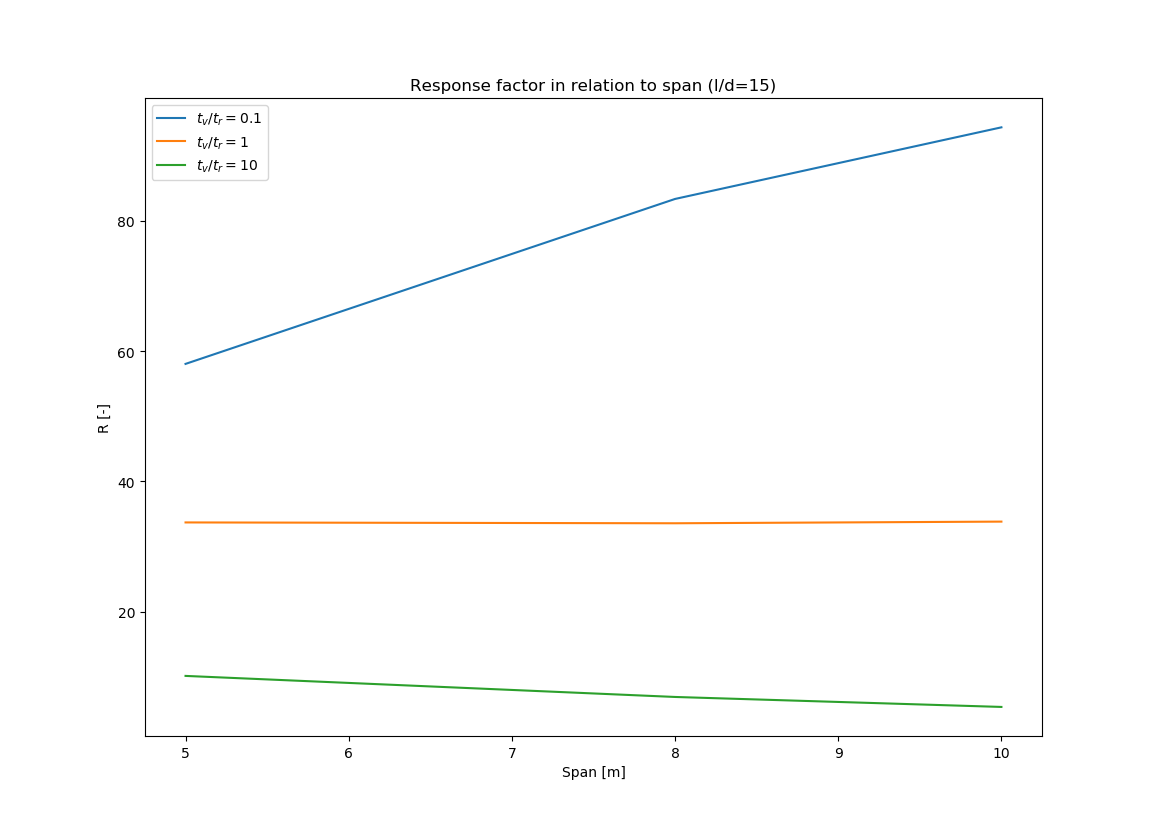 Response factor in relation to span (l/d=15)
t_v/t_r = 0.1
t_v/t_r = 1
t_v/t_r = 10
80
60
40
20
R [-]
5 6 7 8 9 10
Span [m]